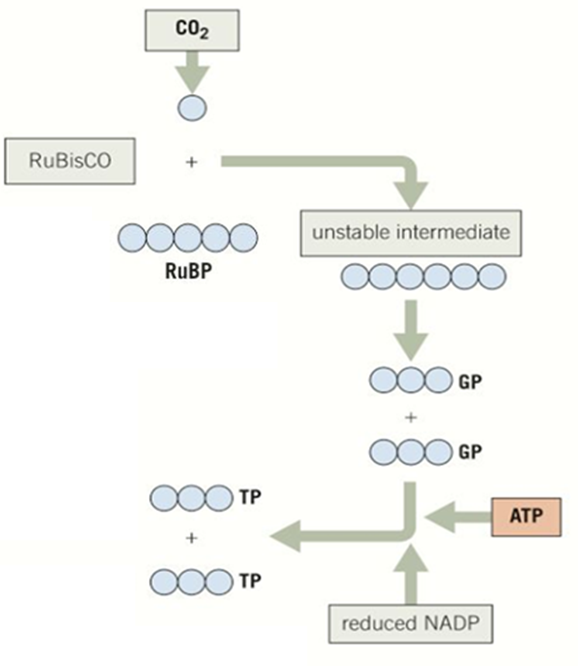 CO₂
RuBisCO
+
unstable intermediate
RuBP
GP
+
GP
TP
ATP
+
TP
reduced NADP